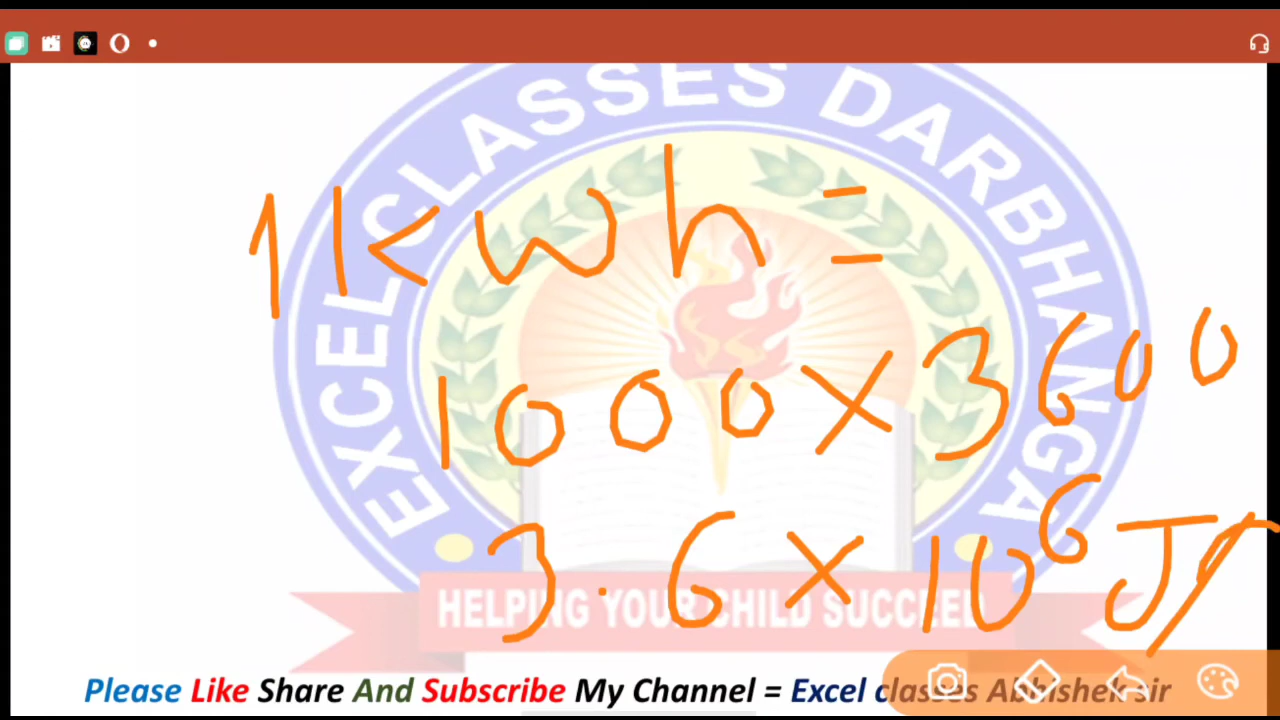 EXCEL CLASSES DARBHANGA
1kwh =
1000×3600
3.6×10⁶J
HELPING YOUR CHILD SUCCEED
Please Like Share And Subscribe My Channel = Excel classes Abhishek sir